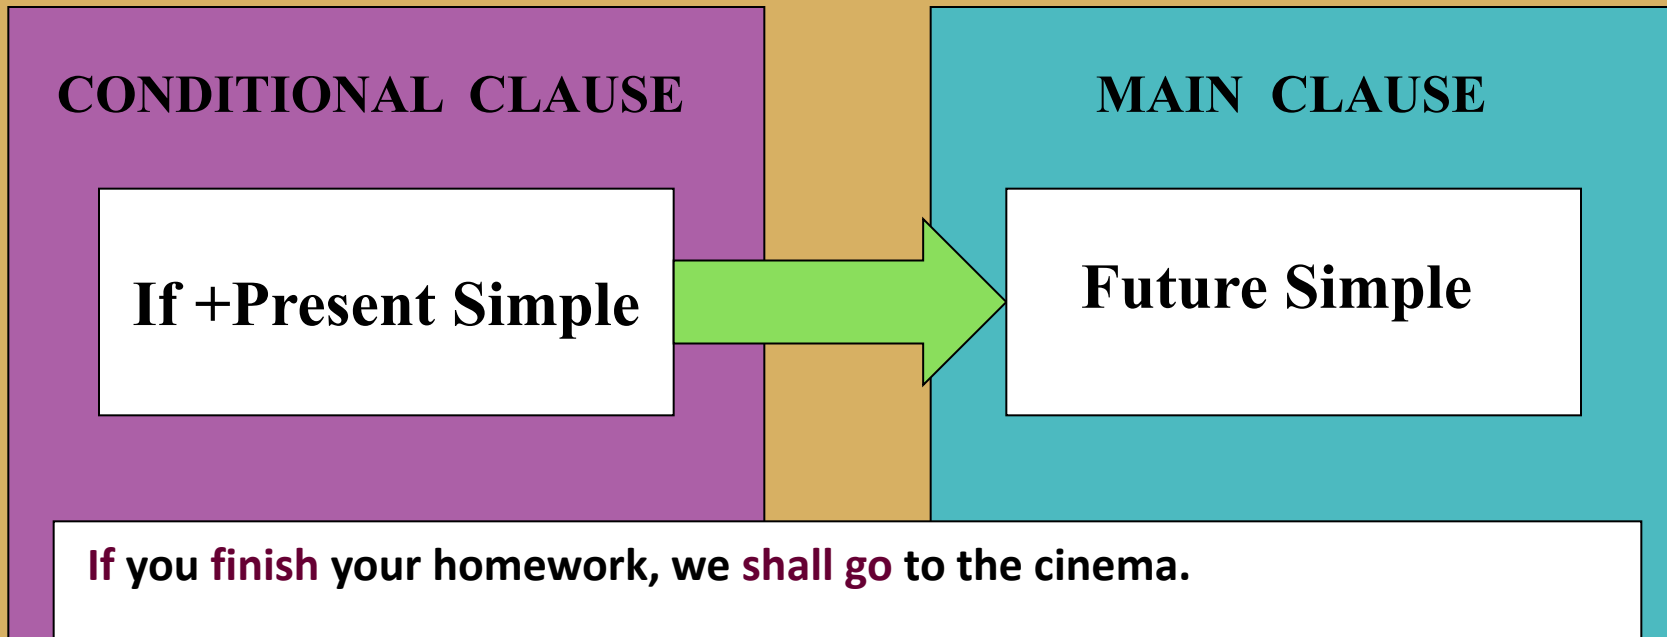 CONDITIONAL CLAUSE
MAIN CLAUSE
If +Present Simple
Future Simple
If you finish your homework, we shall go to the cinema.